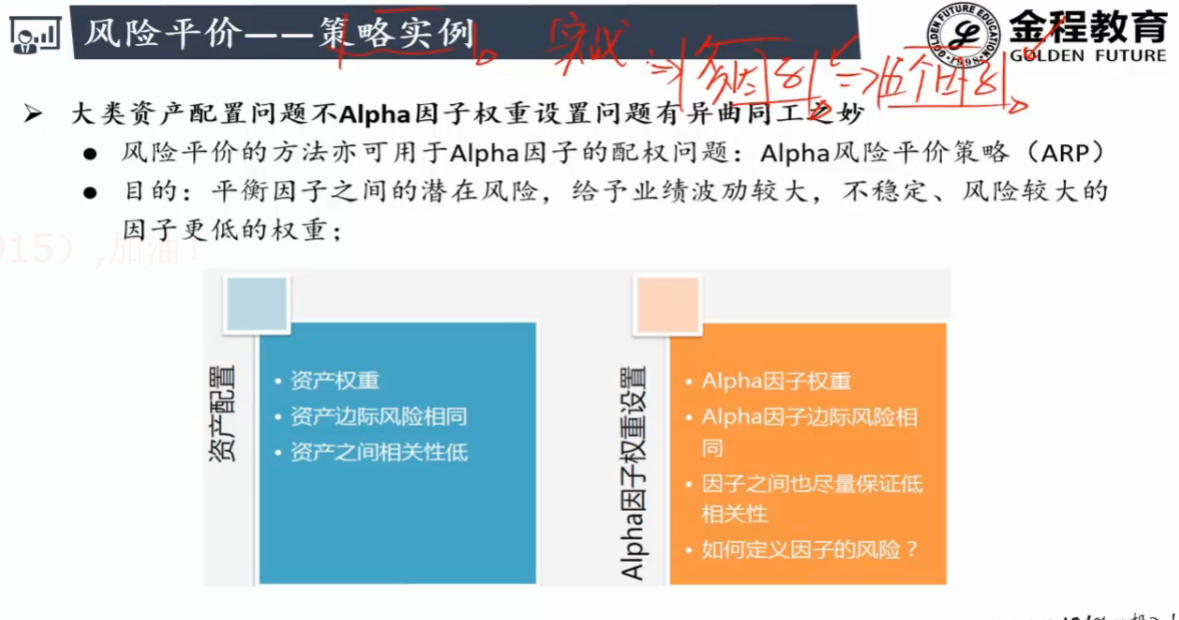 风险平价——策略实例
实战
多因子
五个因子
GOLDEN FUTURE EDUCATION
1998
金程教育
GOLDEN FUTURE
大类资产配置问题不Alpha因子权重设置问题有异曲同工之妙
风险平价的方法亦可用于Alpha因子的配权问题：Alpha风险平价策略（ARP）
目的：平衡因子之间的潜在风险，给予业绩波劢较大，不稳定、风险较大的
因子更低的权重；
915）,加油！
资产配置
• 资产权重
• 资产边际风险相同
• 资产之间相关性低
Alpha因子权重设置
• Alpha因子权重
• Alpha因子边际风险相
同
• 因子之间也尽量保证低
相关性
• 如何定义因子的风险？